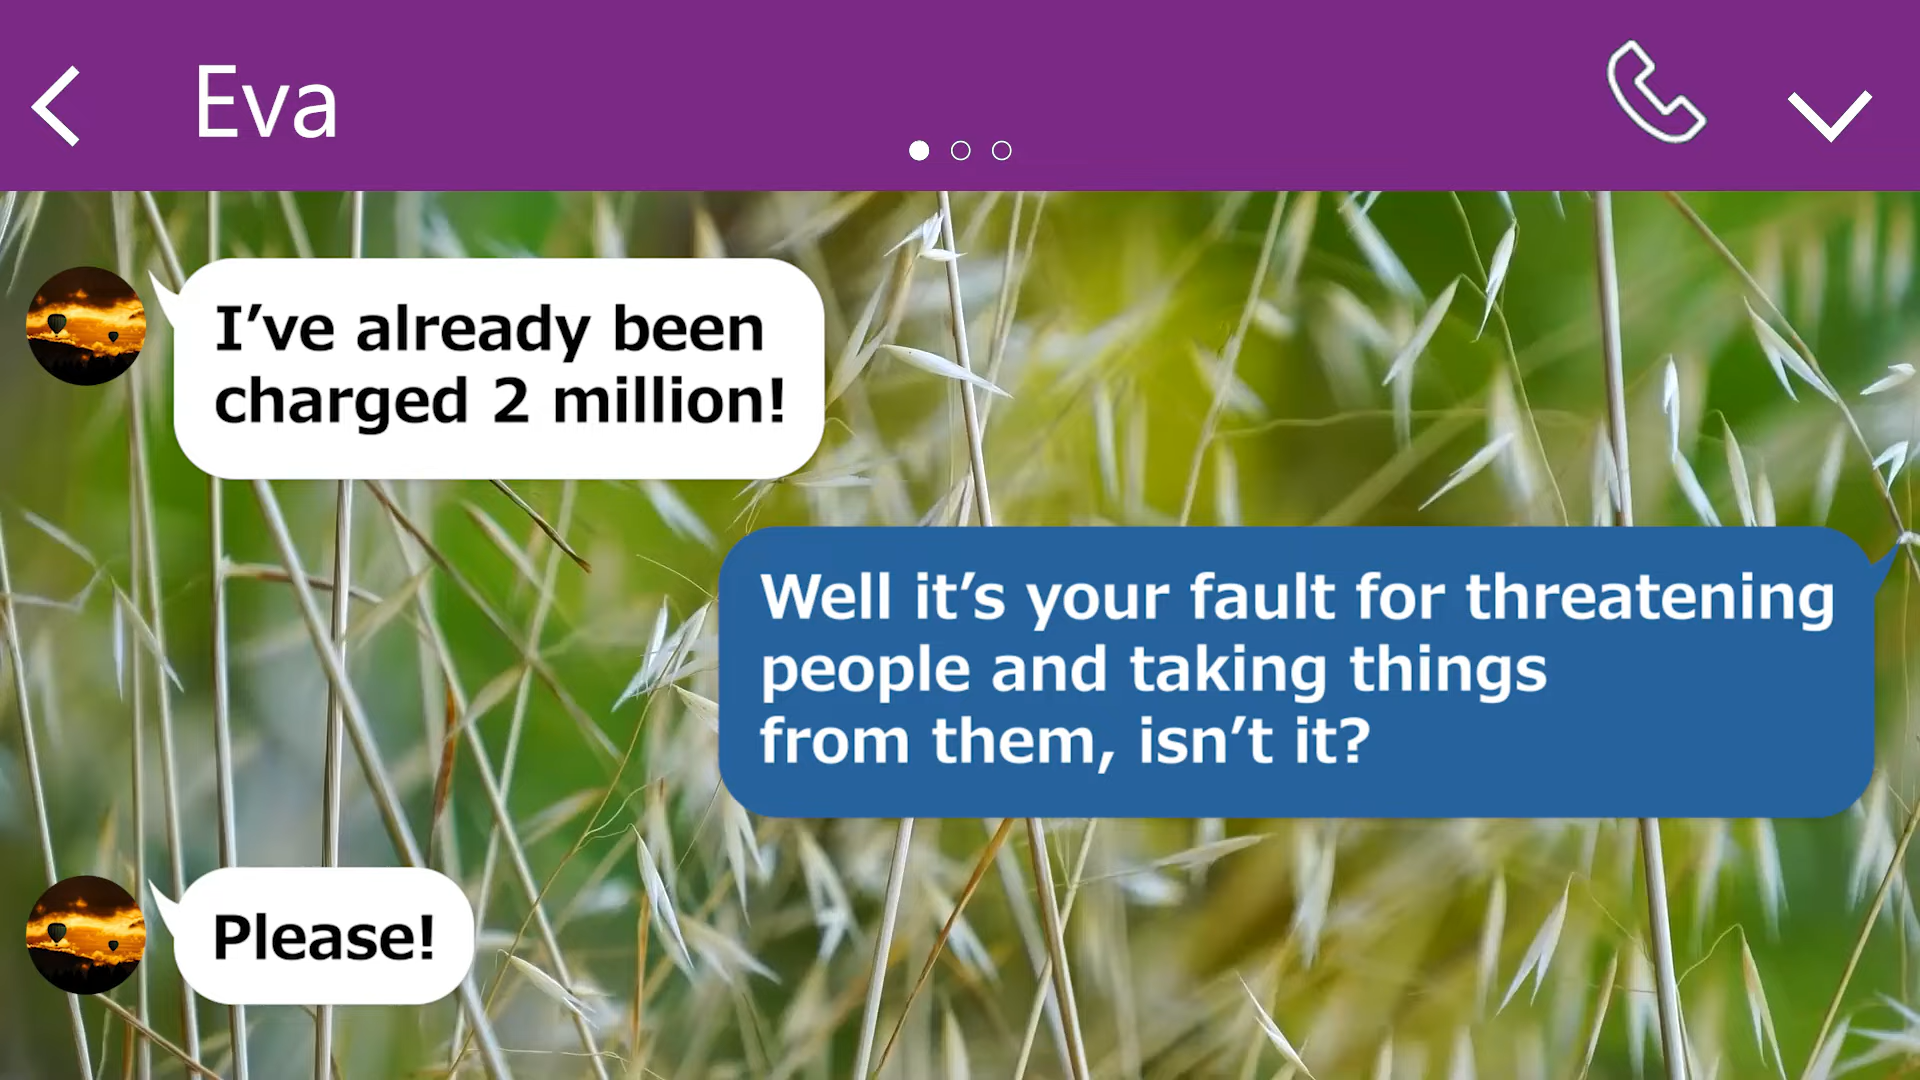 Eva
I’ve already been
charged 2 million!
Well it’s your fault for threatening
people and taking things
from them, isn’t it?
Please!